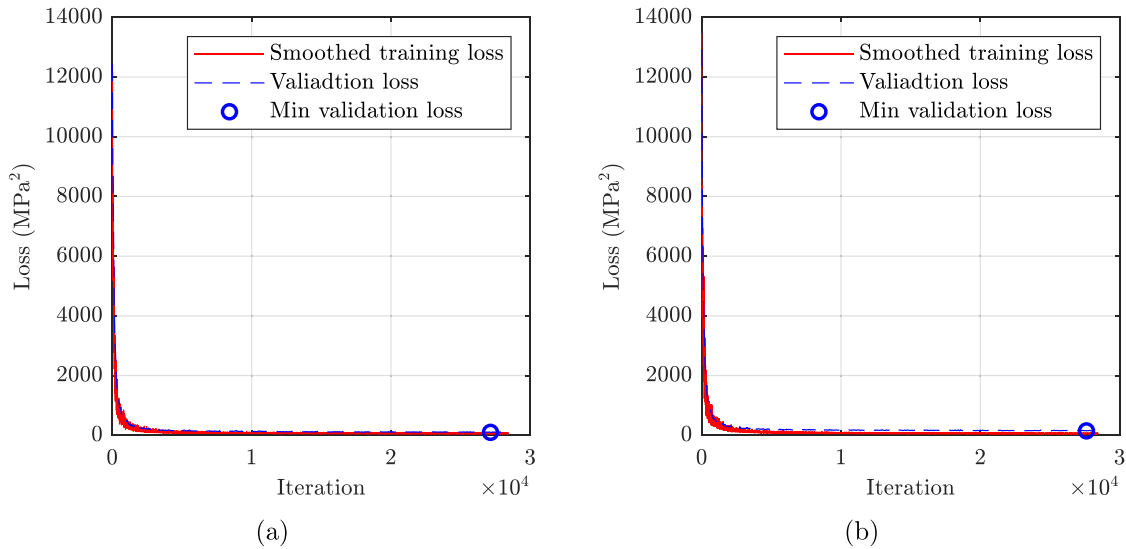 14000
12000
10000
8000
6000
4000
2000
0
Loss (MPa²)
Smoothed training loss
Valiadtion loss
Min validation loss
0 1 2 3
Iteration ×10⁴
(a)
14000
12000
10000
8000
6000
4000
2000
0
Loss (MPa²)
Smoothed training loss
Valiadtion loss
Min validation loss
0 1 2 3
Iteration ×10⁴
(b)